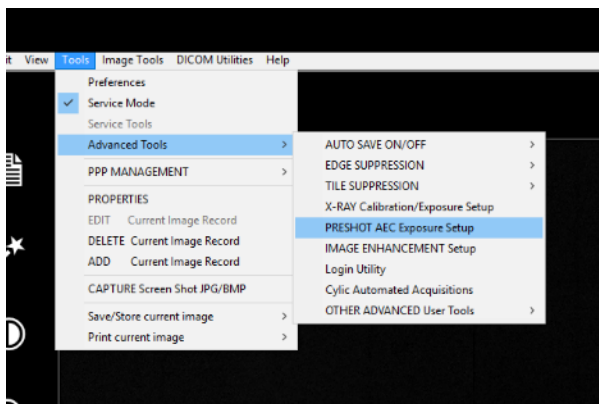 it View Tools Image Tools DICOM Utilities Help
Preferences
Service Mode
Service Tools
Advanced Tools
PPP MANAGEMENT
PROPERTIES
EDIT Current Image Record
DELETE Current Image Record
ADD Current Image Record
CAPTURE Screen Shot JPG/BMP
Save/Store current image
Print current image
AUTO SAVE ON/OFF
EDGE SUPPRESSION
TILE SUPPRESSION
X-RAY Calibration/Exposure Setup
PRESHOT AEC Exposure Setup
IMAGE ENHANCEMENT Setup
Login Utility
Cylic Automated Acquisitions
OTHER ADVANCED User Tools